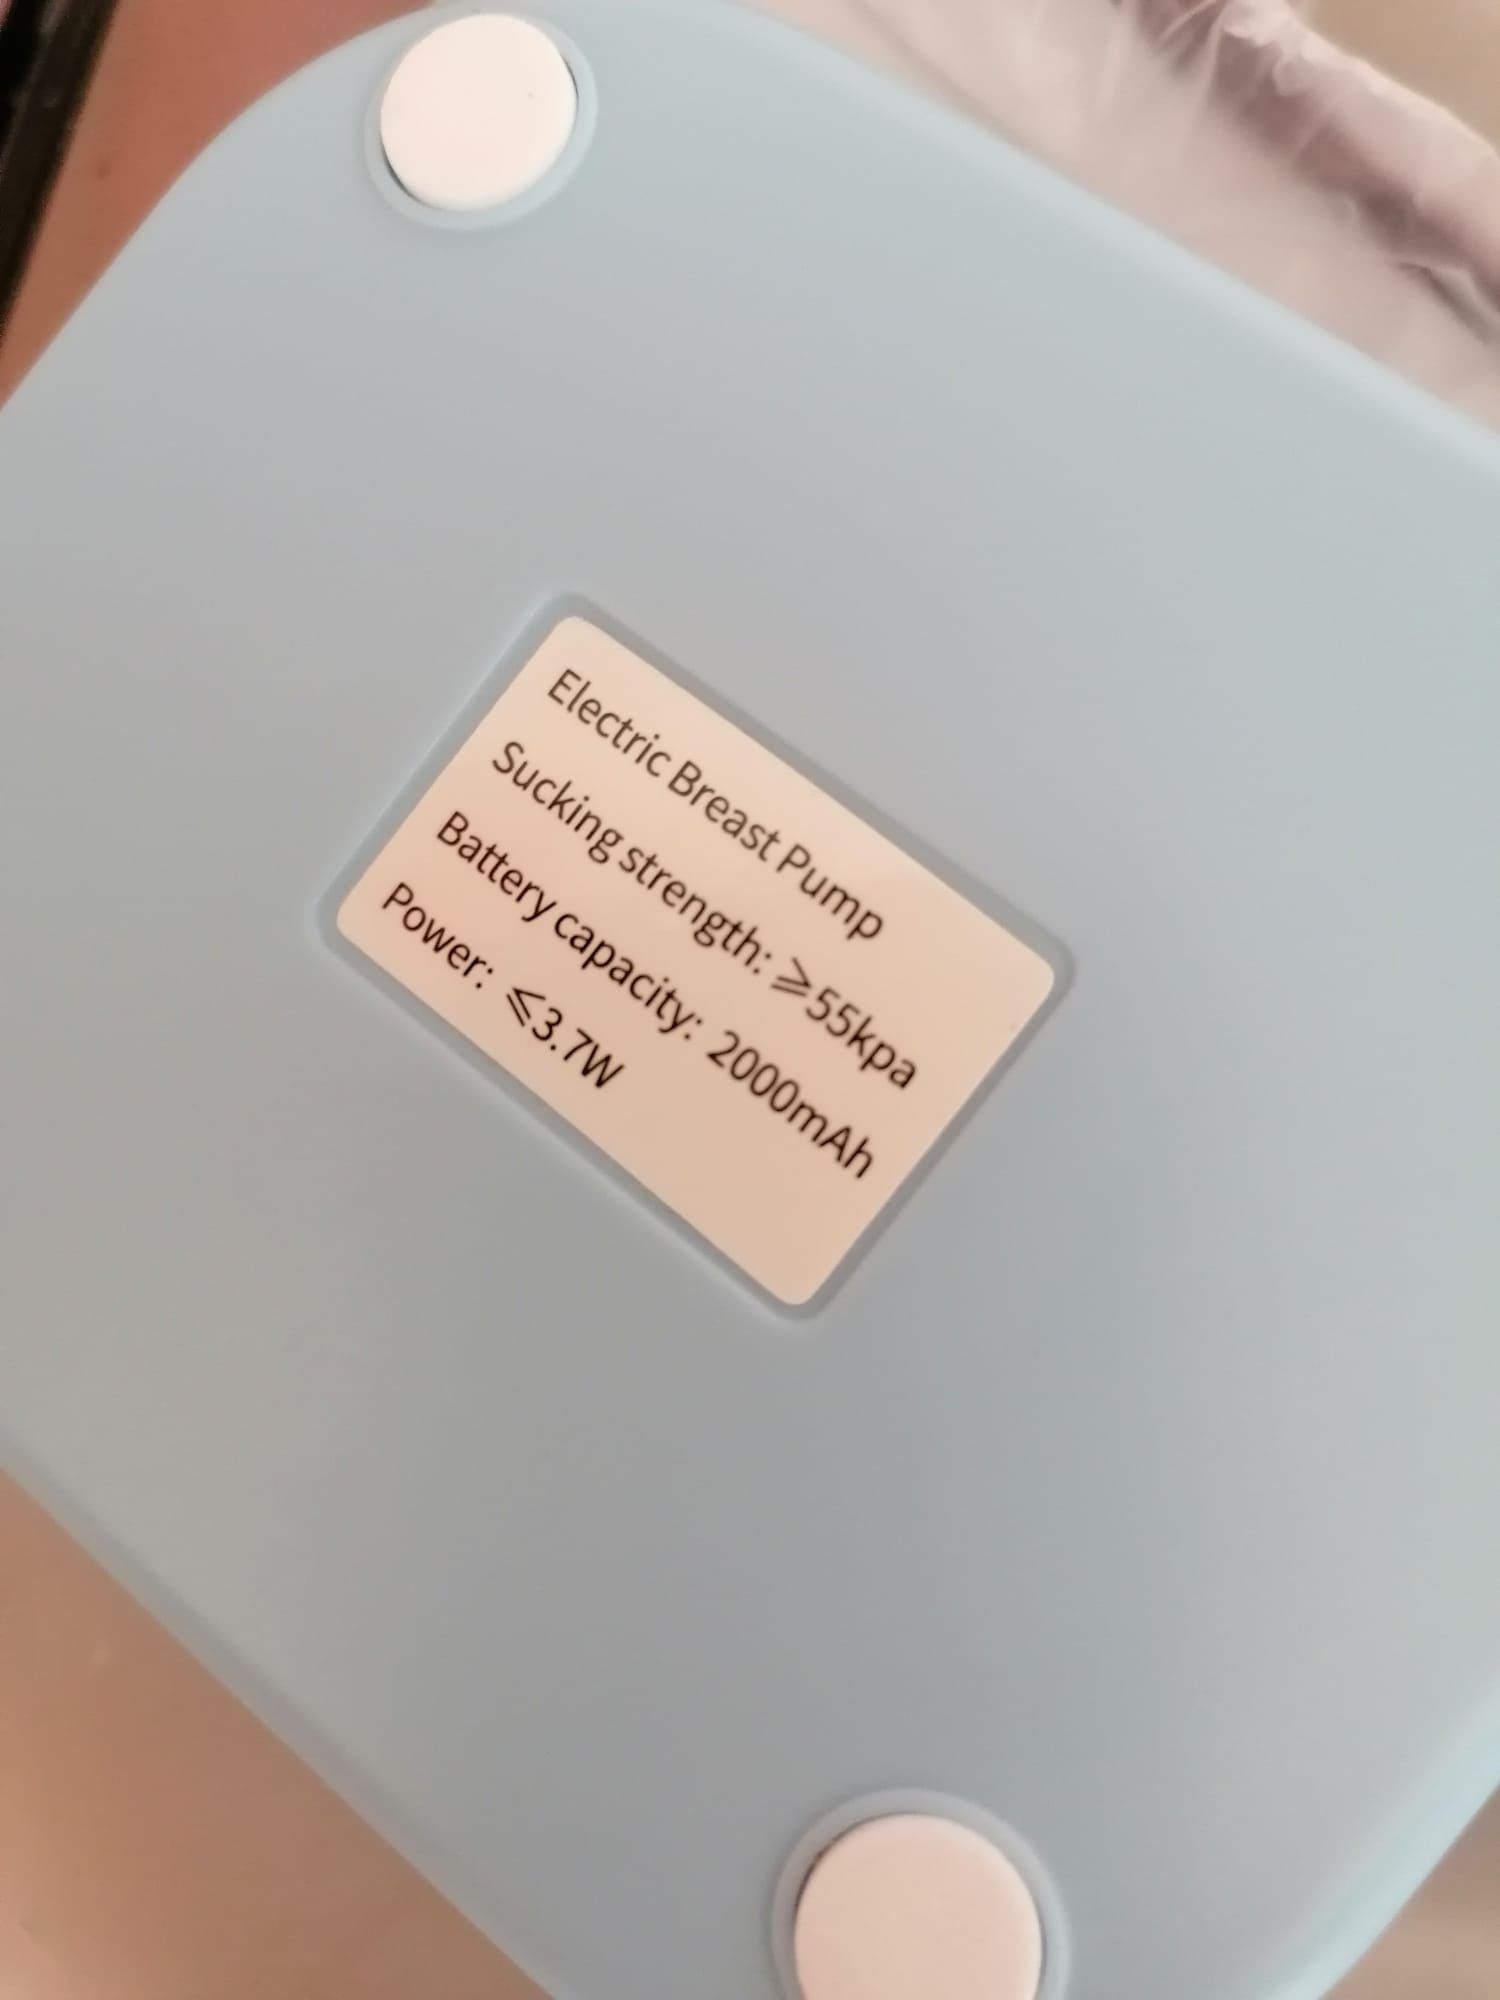 Electric Breast Pump
Sucking strength: ⩾55kpa
Battery capacity: 2000mAh
Power: ⩽3.7W